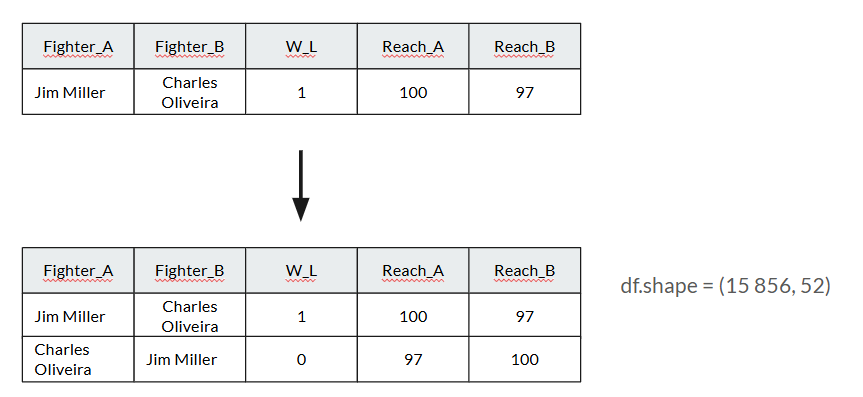 Fighter_A Fighter_B W_L Reach_A Reach_B
Jim Miller Charles Oliveira 1 100 97
Fighter_A Fighter_B W_L Reach_A Reach_B
Jim Miller Charles Oliveira 1 100 97
Charles Oliveira Jim Miller 0 97 100
df.shape = (15 856, 52)